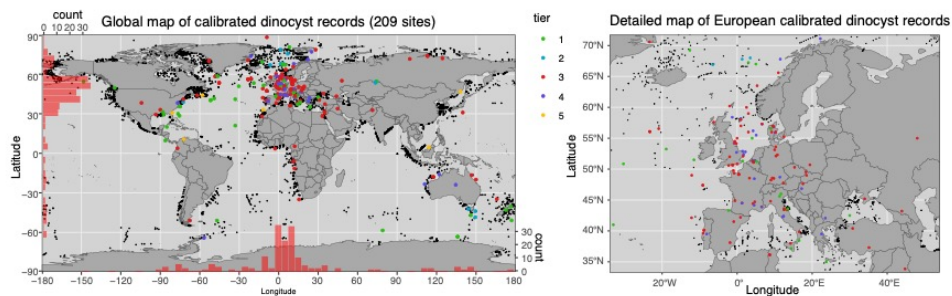 Global map of calibrated dinocyst records (209 sites)
count
0 10 20 30
90
60
30
0
−30
−60
−90
Latitude
30
20
10
0
count
−180 −150 −120 −90 −60 −30 0 30 60 90 120 150 180
Longitude
tier
1
2
3
4
5
Detailed map of European calibrated dinocyst records
70°N
65°N
60°N
55°N
50°N
45°N
40°N
35°N
Latitude
20°W 0° 20°E 40°E
Longitude